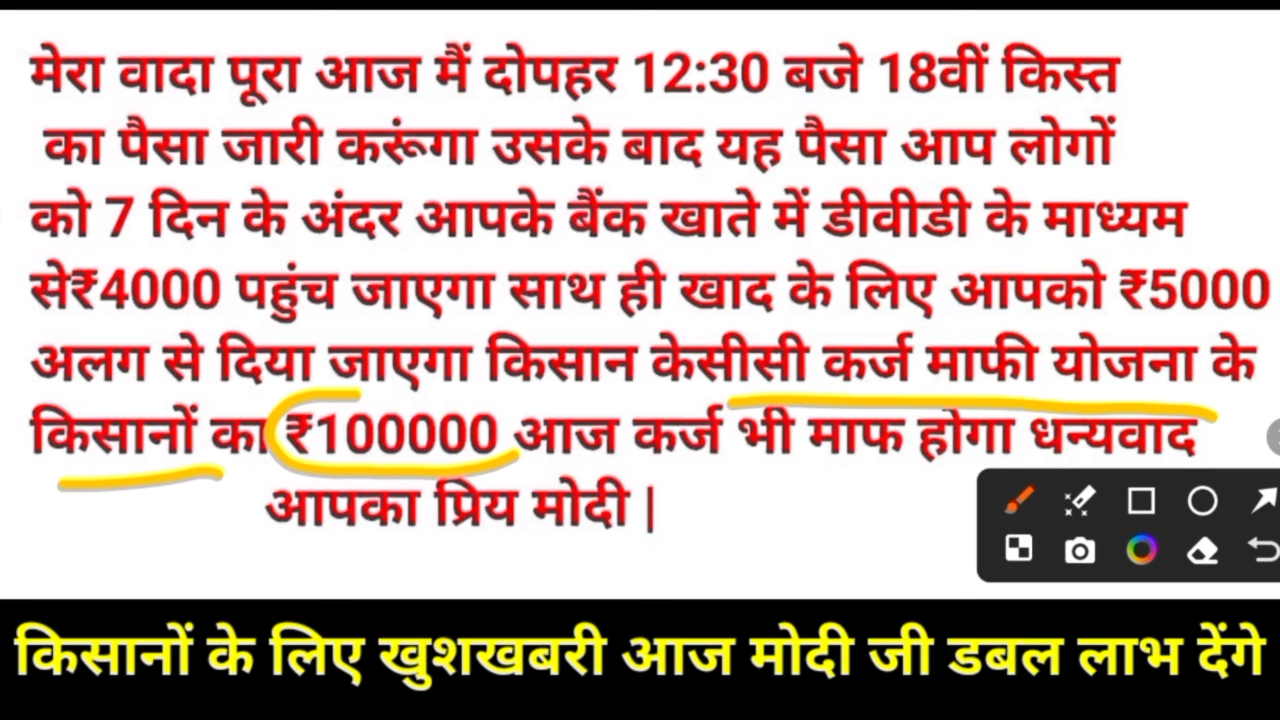 मेरा वादा पूरा आज मैं दोपहर 12:30 बजे 18वीं किस्त
का पैसा जारी करूंगा उसके बाद यह पैसा आप लोगों
को 7 दिन के अंदर आपके बैंक खाते में डीवीडी के माध्यम
से₹4000 पहुंच जाएगा साथ ही खाद के लिए आपको ₹5000
अलग से दिया जाएगा किसान केसीसी कर्ज माफी योजना के
किसानों का ₹100000 आज कर्ज भी माफ होगा धन्यवाद
आपका प्रिय मोदी |
किसानों के लिए खुशखबरी आज मोदी जी डबल लाभ देंगे